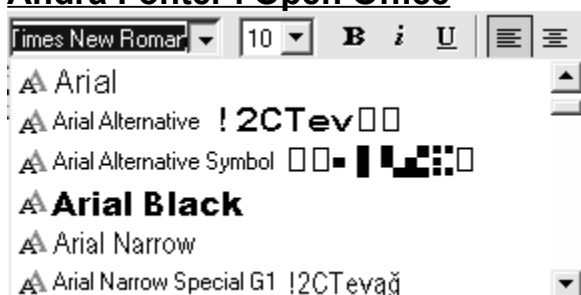 Ändra Fonter i Open Office
Times New Roman 10 B i U
Arial
Arial Alternative !2CTev□□
Arial Alternative Symbol
Arial Black
Arial Narrow
Arial Narrow Special G1 !2CTevağ